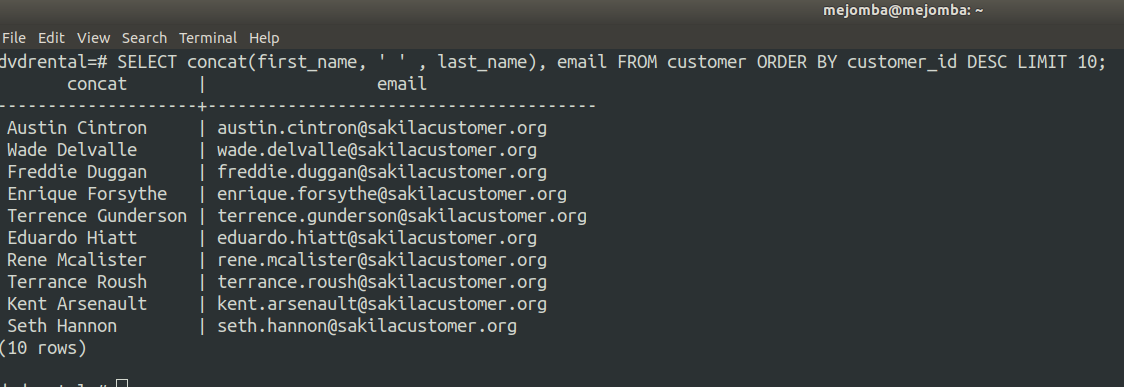 mejomba@mejomba: ~
File Edit View Search Terminal Help
dvdrental=# SELECT concat(first_name, ' ' , last_name), email FROM customer ORDER BY customer_id DESC LIMIT 10;
concat | email
--------------------+---------------------------------------
Austin Cintron | austin.cintron@sakilacustomer.org
Wade Delvalle | wade.delvalle@sakilacustomer.org
Freddie Duggan | freddie.duggan@sakilacustomer.org
Enrique Forsythe | enrique.forsythe@sakilacustomer.org
Terrence Gunderson | terrence.gunderson@sakilacustomer.org
Eduardo Hiatt | eduardo.hiatt@sakilacustomer.org
Rene Mcalister | rene.mcalister@sakilacustomer.org
Terrance Roush | terrance.roush@sakilacustomer.org
Kent Arsenault | kent.arsenault@sakilacustomer.org
Seth Hannon | seth.hannon@sakilacustomer.org
(10 rows)